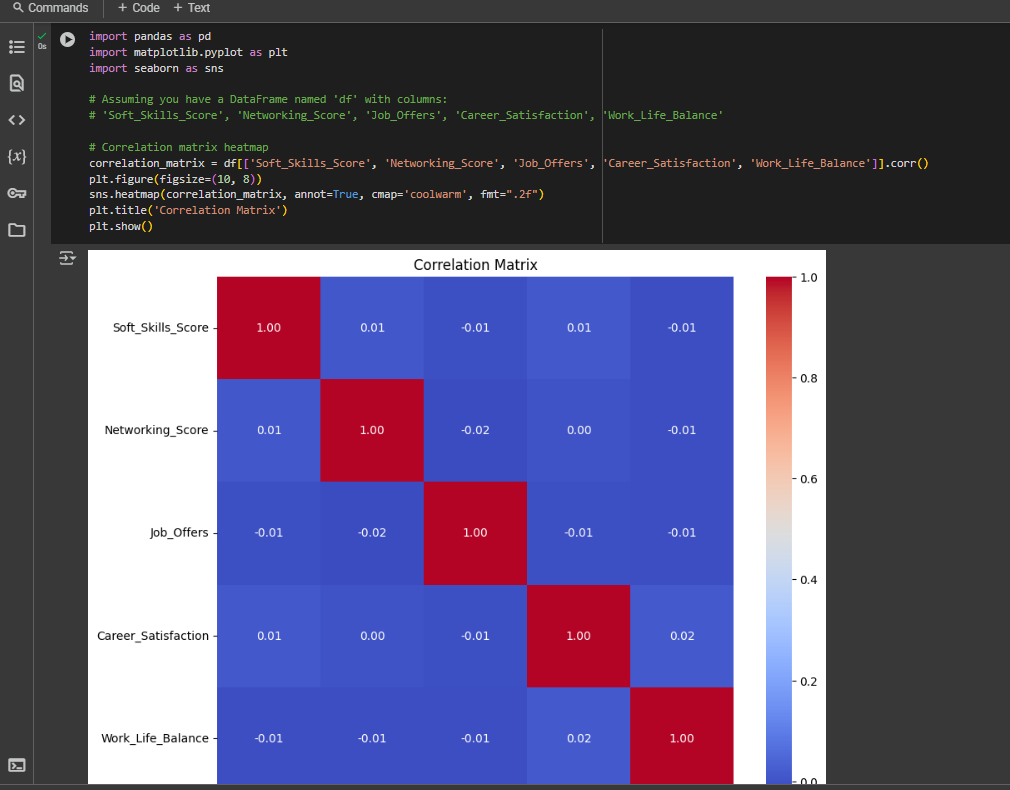 Commands + Code + Text
0s
import pandas as pd
import matplotlib.pyplot as plt
import seaborn as sns
# Assuming you have a DataFrame named 'df' with columns:
# 'Soft_Skills_Score', 'Networking_Score', 'Job_Offers', 'Career_Satisfaction', 'Work_Life_Balance'
# Correlation matrix heatmap
correlation_matrix = df[['Soft_Skills_Score', 'Networking_Score', 'Job_Offers', 'Career_Satisfaction', 'Work_Life_Balance']].corr()
plt.figure(figsize=(10, 8))
sns.heatmap(correlation_matrix, annot=True, cmap='coolwarm', fmt=".2f")
plt.title('Correlation Matrix')
plt.show()
Correlation Matrix
Soft_Skills_Score 1.00 0.01 -0.01 0.01 -0.01
Networking_Score 0.01 1.00 -0.02 0.00 -0.01
Job_Offers -0.01 -0.02 1.00 -0.01 -0.01
Career_Satisfaction 0.01 0.00 -0.01 1.00 0.02
Work_Life_Balance -0.01 -0.01 -0.01 0.02 1.00
1.0
0.8
0.6
0.4
0.2
0.0